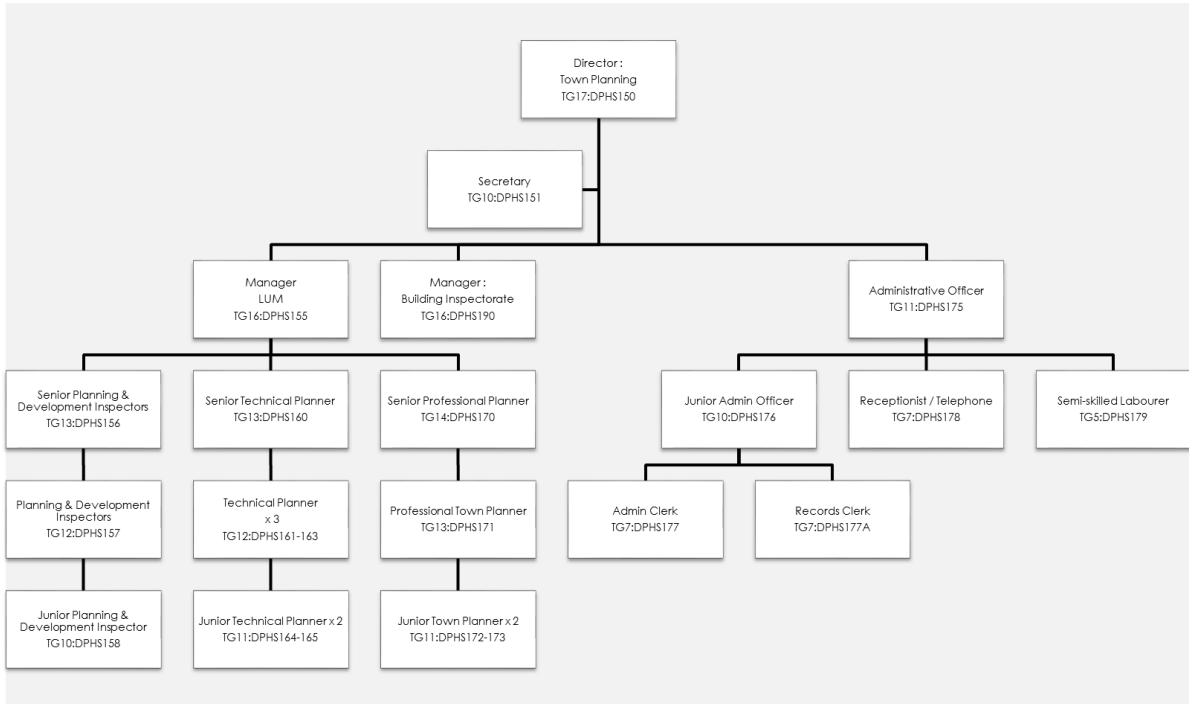 Director :
Town Planning
TG17:DPHS150
Secretary
TG10:DPHS151
Manager
LUM
TG16:DPHS155
Manager :
Building Inspectorate
TG16:DPHS190
Administrative Officer
TG11:DPHS175
Senior Planning &
Development Inspectors
TG13:DPHS156
Senior Technical Planner
TG13:DPHS160
Senior Professional Planner
TG14:DPHS170
Junior Admin Officer
TG10:DPHS176
Receptionist / Telephone
TG7:DPHS178
Semi-skilled Labourer
TG5:DPHS179
Planning & Development
Inspectors
TG12:DPHS157
Technical Planner
x 3
TG12:DPHS161-163
Professional Town Planner
TG13:DPHS171
Admin Clerk
TG7:DPHS177
Records Clerk
TG7:DPHS177A
Junior Planning &
Development Inspector
TG10:DPHS158
Junior Technical Planner x 2
TG11:DPHS164-165
Junior Town Planner x 2
TG11:DPHS172-173